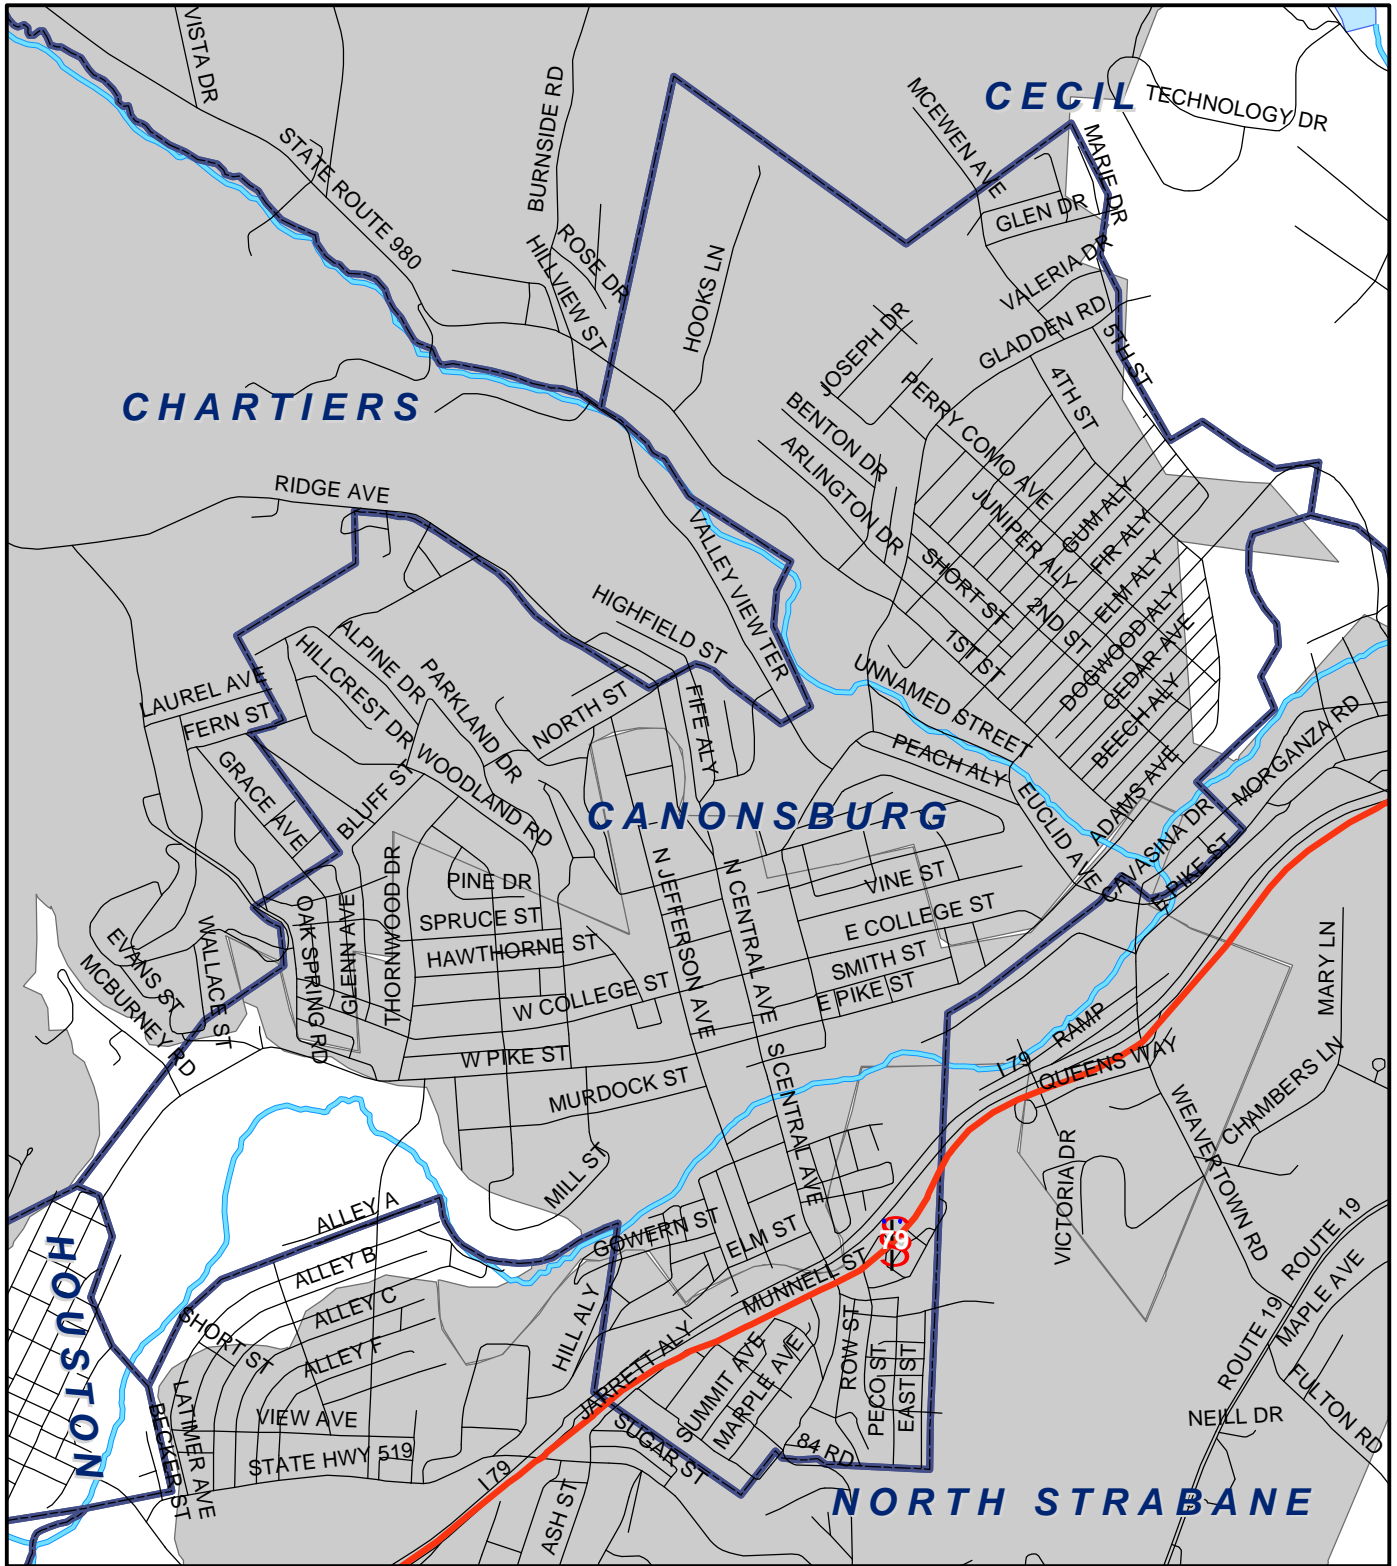 VISTA DR
STATE ROUTE 980
BURNSIDE RD
ROSE DR
HILLVIEW ST
HOOKS LN
CECIL
MCEWEN AVE
TECHNOLOGY DR
MARIE DR
GLEN DR
VALERIA DR
GLADDEN RD
5TH ST
4TH ST
JOSEPH DR
PERRY COMO AVE
BENTON DR
ARLINGTON DR
CHARTIERS
RIDGE AVE
JUNIPER ALY
GUM ALY
FIR ALY
ELM ALY
SHORT ST
2ND ST
DOGWOOD ALY
CEDAR AVE
BEECH ALY
1ST ST
VALLEY VIEW TER
HIGHFIELD ST
ALPINE DR
HILLCREST DR
PARKLAND DR
LAUREL AVE
FERN ST
NORTH ST
FIFE ALY
UNNAMED STREET
PEACH ALY
MORGANZA RD
GRACE AVE
BLUFF ST
WOODLAND RD
CANONSBURG
EUCLID AVE
ADAMS AVE
CAVASINA DR
E PIKE ST
THORNWOOD DR
PINE DR
N JEFFERSON AVE
N CENTRAL AVE
VINE ST
OAK SPRING RD
GLENN AVE
SPRUCE ST
HAWTHORNE ST
E COLLEGE ST
SMITH ST
E PIKE ST
EVANS ST
WALLACE ST
MCBURNEY RD
W COLLEGE ST
W PIKE ST
MURDOCK ST
S CENTRAL AVE
MARY LN
I 79
RAMP
QUEENS WAY
CHAMBERS LN
WEAVERTOWN RD
VICTORIA DR
MILL ST
ALLEY A
ALLEY B
ALLEY C
ALLEY F
GOWERN ST
ELM ST
79
MUNNELL ST
ROUTE 19
MAPLE AVE
ROUTE 19
HOUSTON
SHORT ST
HILL ALY
JARRETT ALY
SUMMIT AVE
MARPLE AVE
ROW ST
PECO ST
EAST ST
FULTON RD
NEILL DR
BECKER ST
LATIMER AVE
VIEW AVE
STATE HWY 519
I 79
SUGAR ST
84 RD
ASH ST
NORTH STRABANE